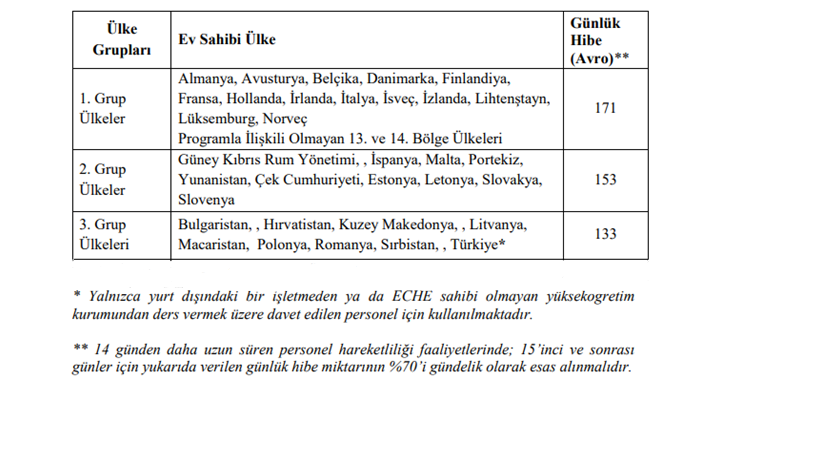 Ülke Grupları
Ev Sahibi Ülke
Günlük Hibe (Avro)**
1. Grup Ülkeler
Almanya, Avusturya, Belçika, Danimarka, Finlandiya,
Fransa, Hollanda, İrlanda, İtalya, İsveç, İzlanda, Lihtenştayn,
Lüksemburg, Norveç
Programla İlişkili Olmayan 13. ve 14. Bölge Ülkeleri
171
2. Grup Ülkeler
Güney Kıbrıs Rum Yönetimi, , İspanya, Malta, Portekiz,
Yunanistan, Çek Cumhuriyeti, Estonya, Letonya, Slovakya,
Slovenya
153
3. Grup Ülkeleri
Bulgaristan, , Hırvatistan, Kuzey Makedonya, , Litvanya,
Macaristan, Polonya, Romanya, Sırbistan, , Türkiye*
133
* Yalnızca yurt dışındaki bir işletmeden ya da ECHE sahibi olmayan yüksekogretim
kurumundan ders vermek üzere davet edilen personel için kullanılmaktadır.
** 14 günden daha uzun süren personel hareketliliği faaliyetlerinde; 15’inci ve sonrası
günler için yukarıda verilen günlük hibe miktarının %70’i gündelik olarak esas alınmalıdır.